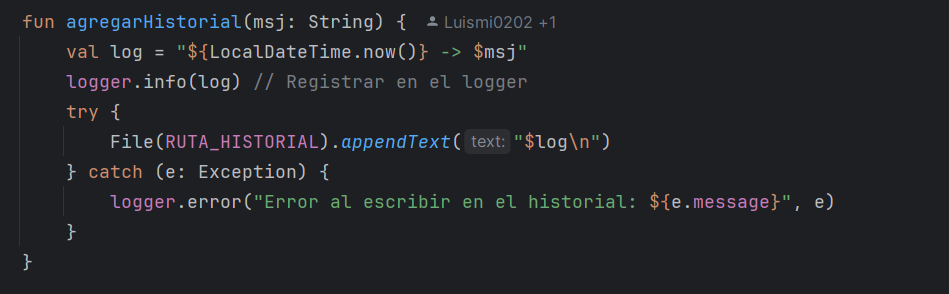 fun agregarHistorial(msj: String) { Luismi0202 +1
val log = "${LocalDateTime.now()} -> $msj"
logger.info(log) // Registrar en el logger
try {
File(RUTA_HISTORIAL).appendText( text: "$log\n")
} catch (e: Exception) {
logger.error("Error al escribir en el historial: ${e.message}", e)
}
}